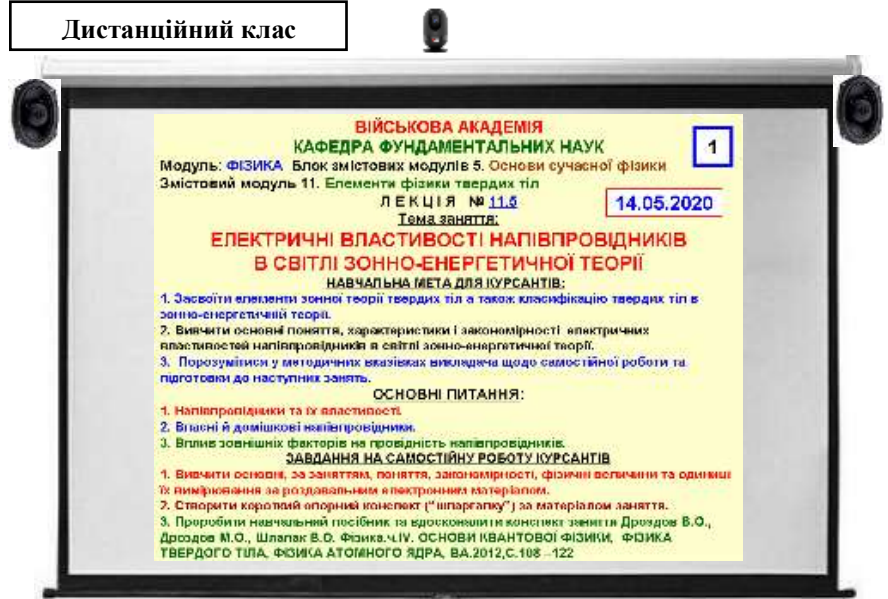 Дистанційний клас
ВІЙСЬКОВА АКАДЕМІЯ
КАФЕДРА ФУНДАМЕНТАЛЬНИХ НАУК
1
Модуль: ФІЗИКА Блок змістових модулів 5. Основи сучасної фізики
Змістовий модуль 11. Елементи фізики твердих тіл
ЛЕКЦІЯ № 11.5
14.05.2020
Тема заняття:
ЕЛЕКТРИЧНІ ВЛАСТИВОСТІ НАПІВПРОВІДНИКІВ
В СВІТЛІ ЗОННО-ЕНЕРГЕТИЧНОЇ ТЕОРІЇ
НАВЧАЛЬНА МЕТА ДЛЯ КУРСАНТІВ:
1. Засвоїти елементи зонної теорії твердих тіл а також класифікацію твердих тіл в
зонно-енергетичній теорії.
2. Вивчити основні поняття, характеристики і закономірності електричних
властивостей напівпровідників в світлі зонно-енергетичної теорії.
3. Порозумітися у методичних вказівках викладача щодо самостійної роботи та
підготовки до наступних занять.
ОСНОВНІ ПИТАННЯ:
1. Напівпровідники та їх властивості.
2. Власні й домішкові напівпровідники.
3. Вплив зовнішніх факторів на провідність напівпровідників.
ЗАВДАННЯ НА САМОСТІЙНУ РОБОТУ КУРСАНТІВ
1. Вивчити основні, за заняттям, поняття, закономірності, фізичні величини та одиниці
їх вимірювання за роздавальним електронним матеріалом.
2. Створити короткий опорний конспект ("шпаргалку") за матеріалом заняття.
3. Проробити навчальний посібник та вдосконалити конспект заняття Дроздов В.О.,
Дроздов М.О., Шлапак В.О. Фізика.ч.IV. ОСНОВИ КВАНТОВОЇ ФІЗИКИ, ФІЗИКА
ТВЕРДОГО ТІЛА, ФІЗИКА АТОМНОГО ЯДРА, ВА.2012,С.108 –122